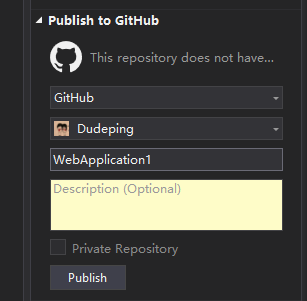 Publish to GitHub
This repository does not have...
GitHub
Dudeping
WebApplication1
Description (Optional)
Private Repository
Publish